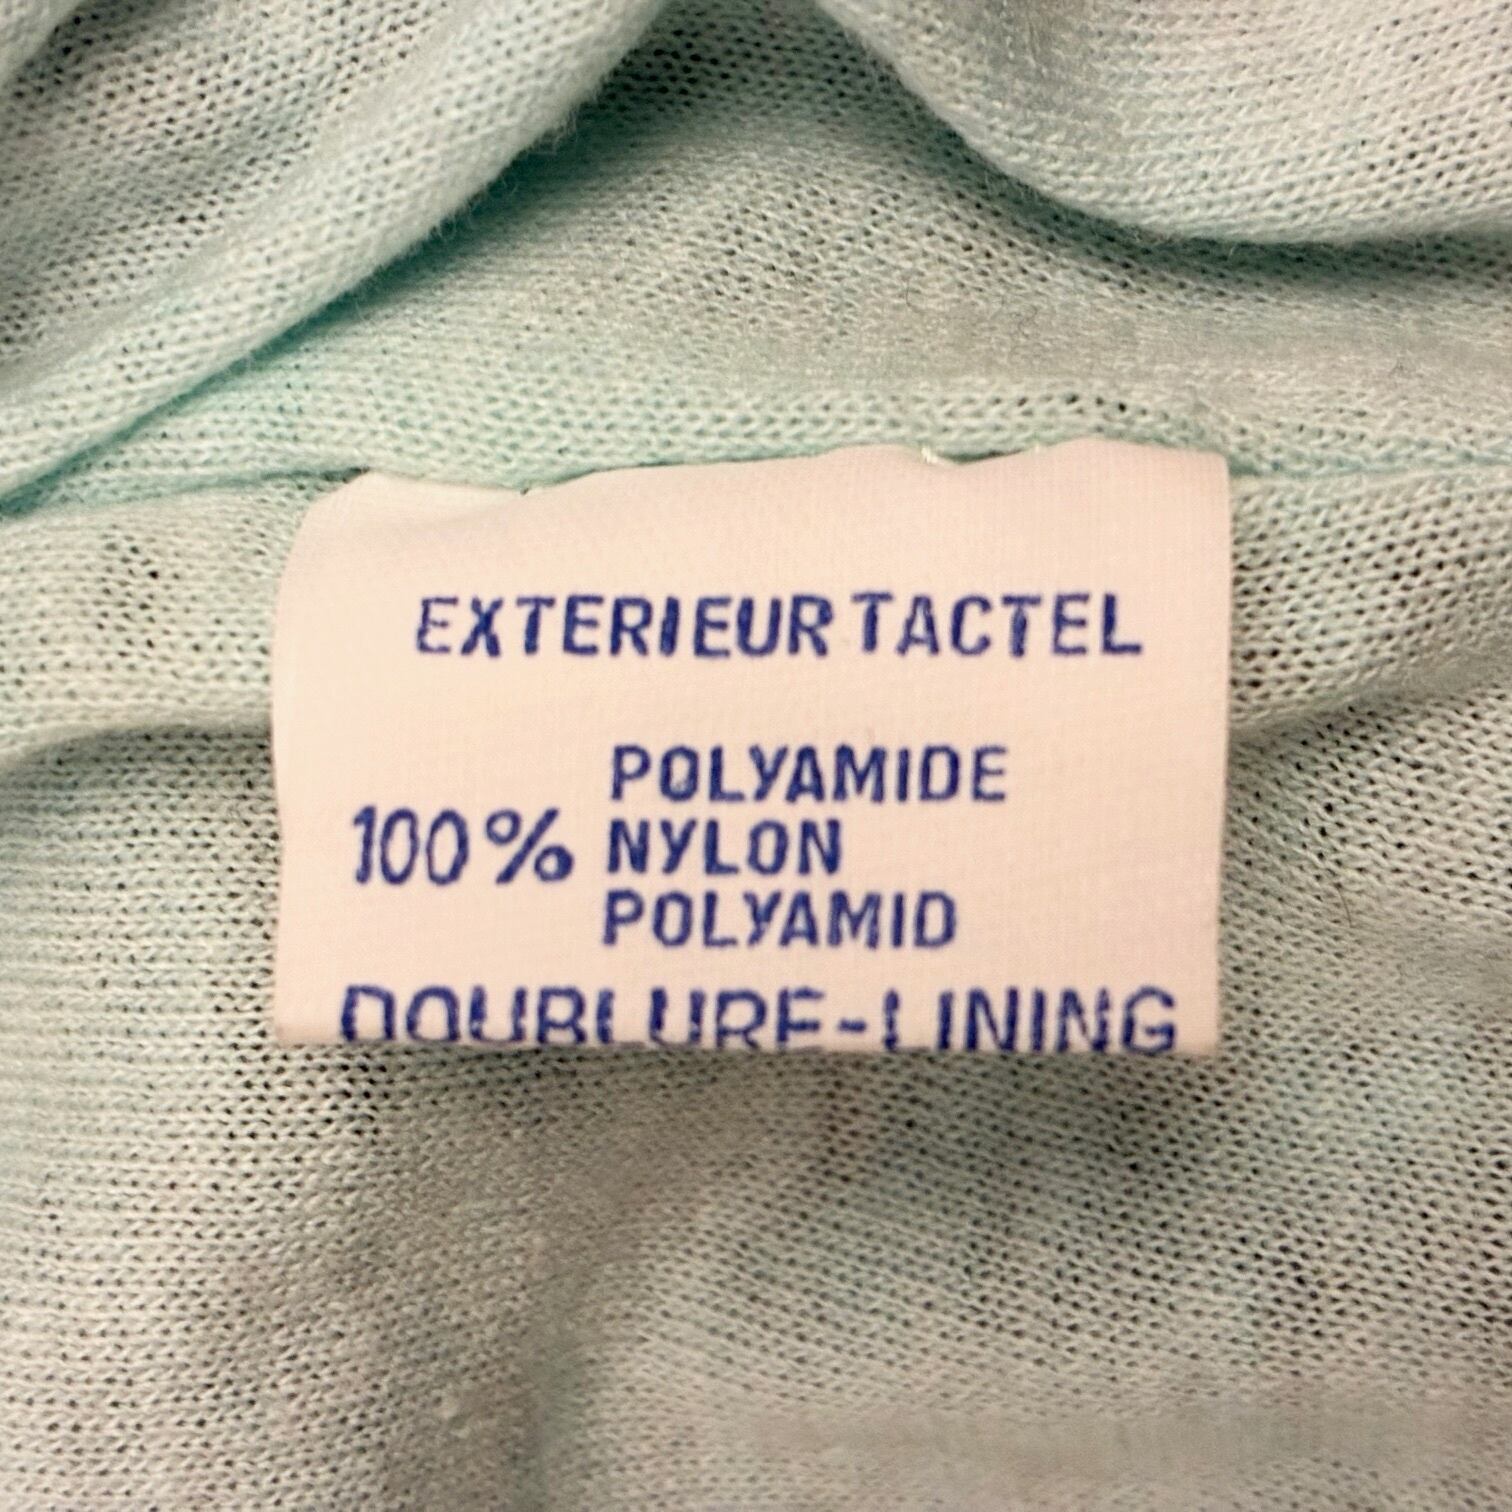 EXTERIEUR TACTEL
POLYAMIDE
100% NYLON
POLYAMID
DOUBLURE-LINING